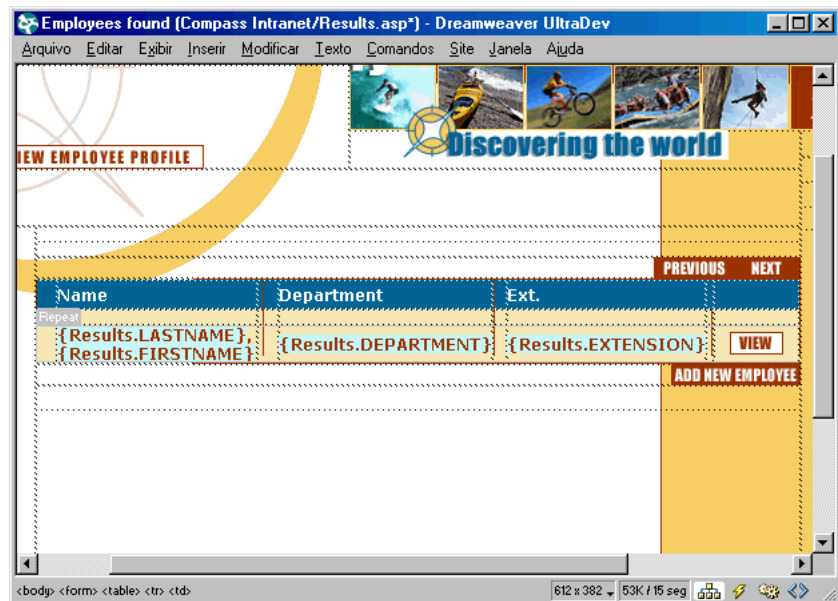 Employees found (Compass Intranet/Results.asp*) - Dreamweaver UltraDev
Arquivo Editar Exibir Inserir Modificar Texto Comandos Site Janela Ajuda
Discovering the world
IEW EMPLOYEE PROFILE
PREVIOUS NEXT
Name Department Ext.
Repeat
{Results.LASTNAME},
{Results.FIRSTNAME} {Results.DEPARTMENT} {Results.EXTENSION} VIEW
ADD NEW EMPLOYEE
<body> <form> <table> <tr> <td> 612 x 382 53K / 15 seg